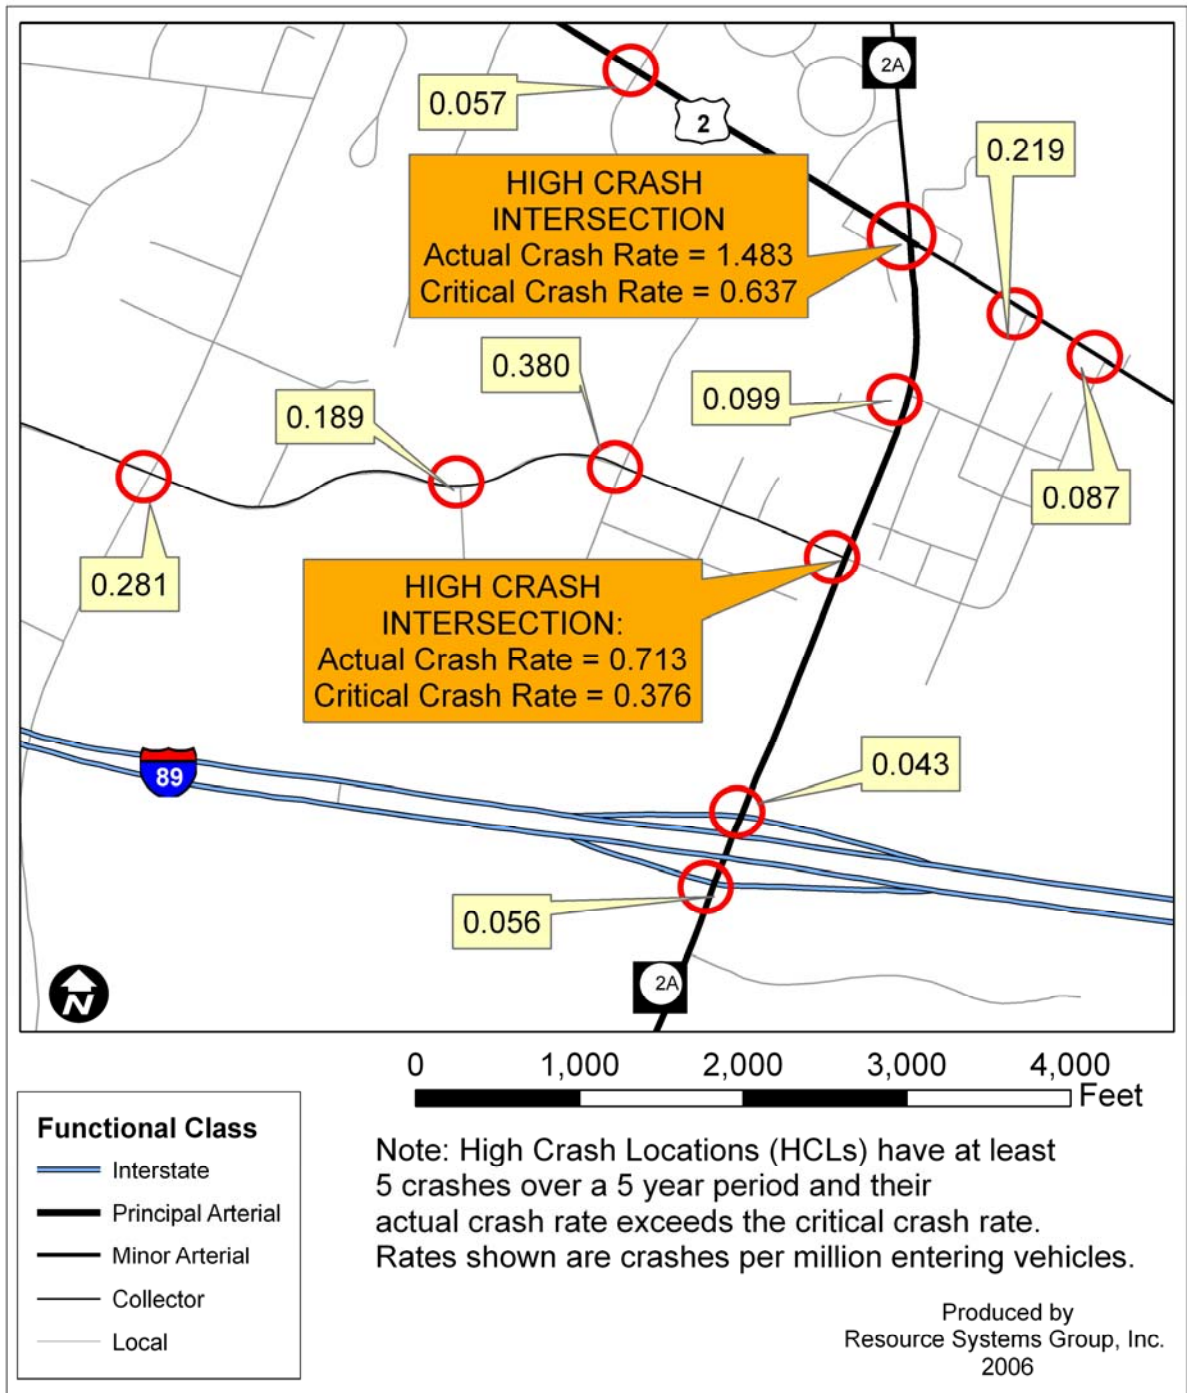 2A
0.057
2
0.219
HIGH CRASH
INTERSECTION
Actual Crash Rate = 1.483
Critical Crash Rate = 0.637
0.380
0.099
0.189
0.087
0.281
HIGH CRASH
INTERSECTION:
Actual Crash Rate = 0.713
Critical Crash Rate = 0.376
89
0.043
0.056
2A
N
0 1,000 2,000 3,000 4,000
Feet
Functional Class
Interstate
Principal Arterial
Minor Arterial
Collector
Local
Note: High Crash Locations (HCLs) have at least
5 crashes over a 5 year period and their
actual crash rate exceeds the critical crash rate.
Rates shown are crashes per million entering vehicles.
Produced by
Resource Systems Group, Inc.
2006